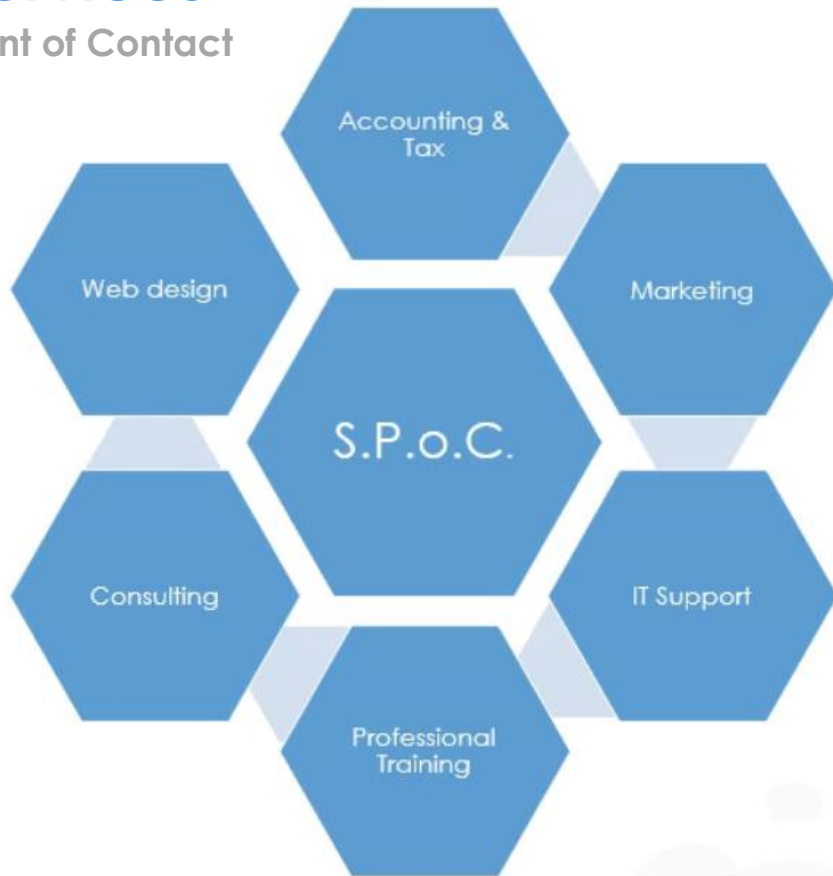 nt of Contact
Accounting &
Tax
Web design
Marketing
S.P.o.C.
Consulting
IT Support
Professional
Training